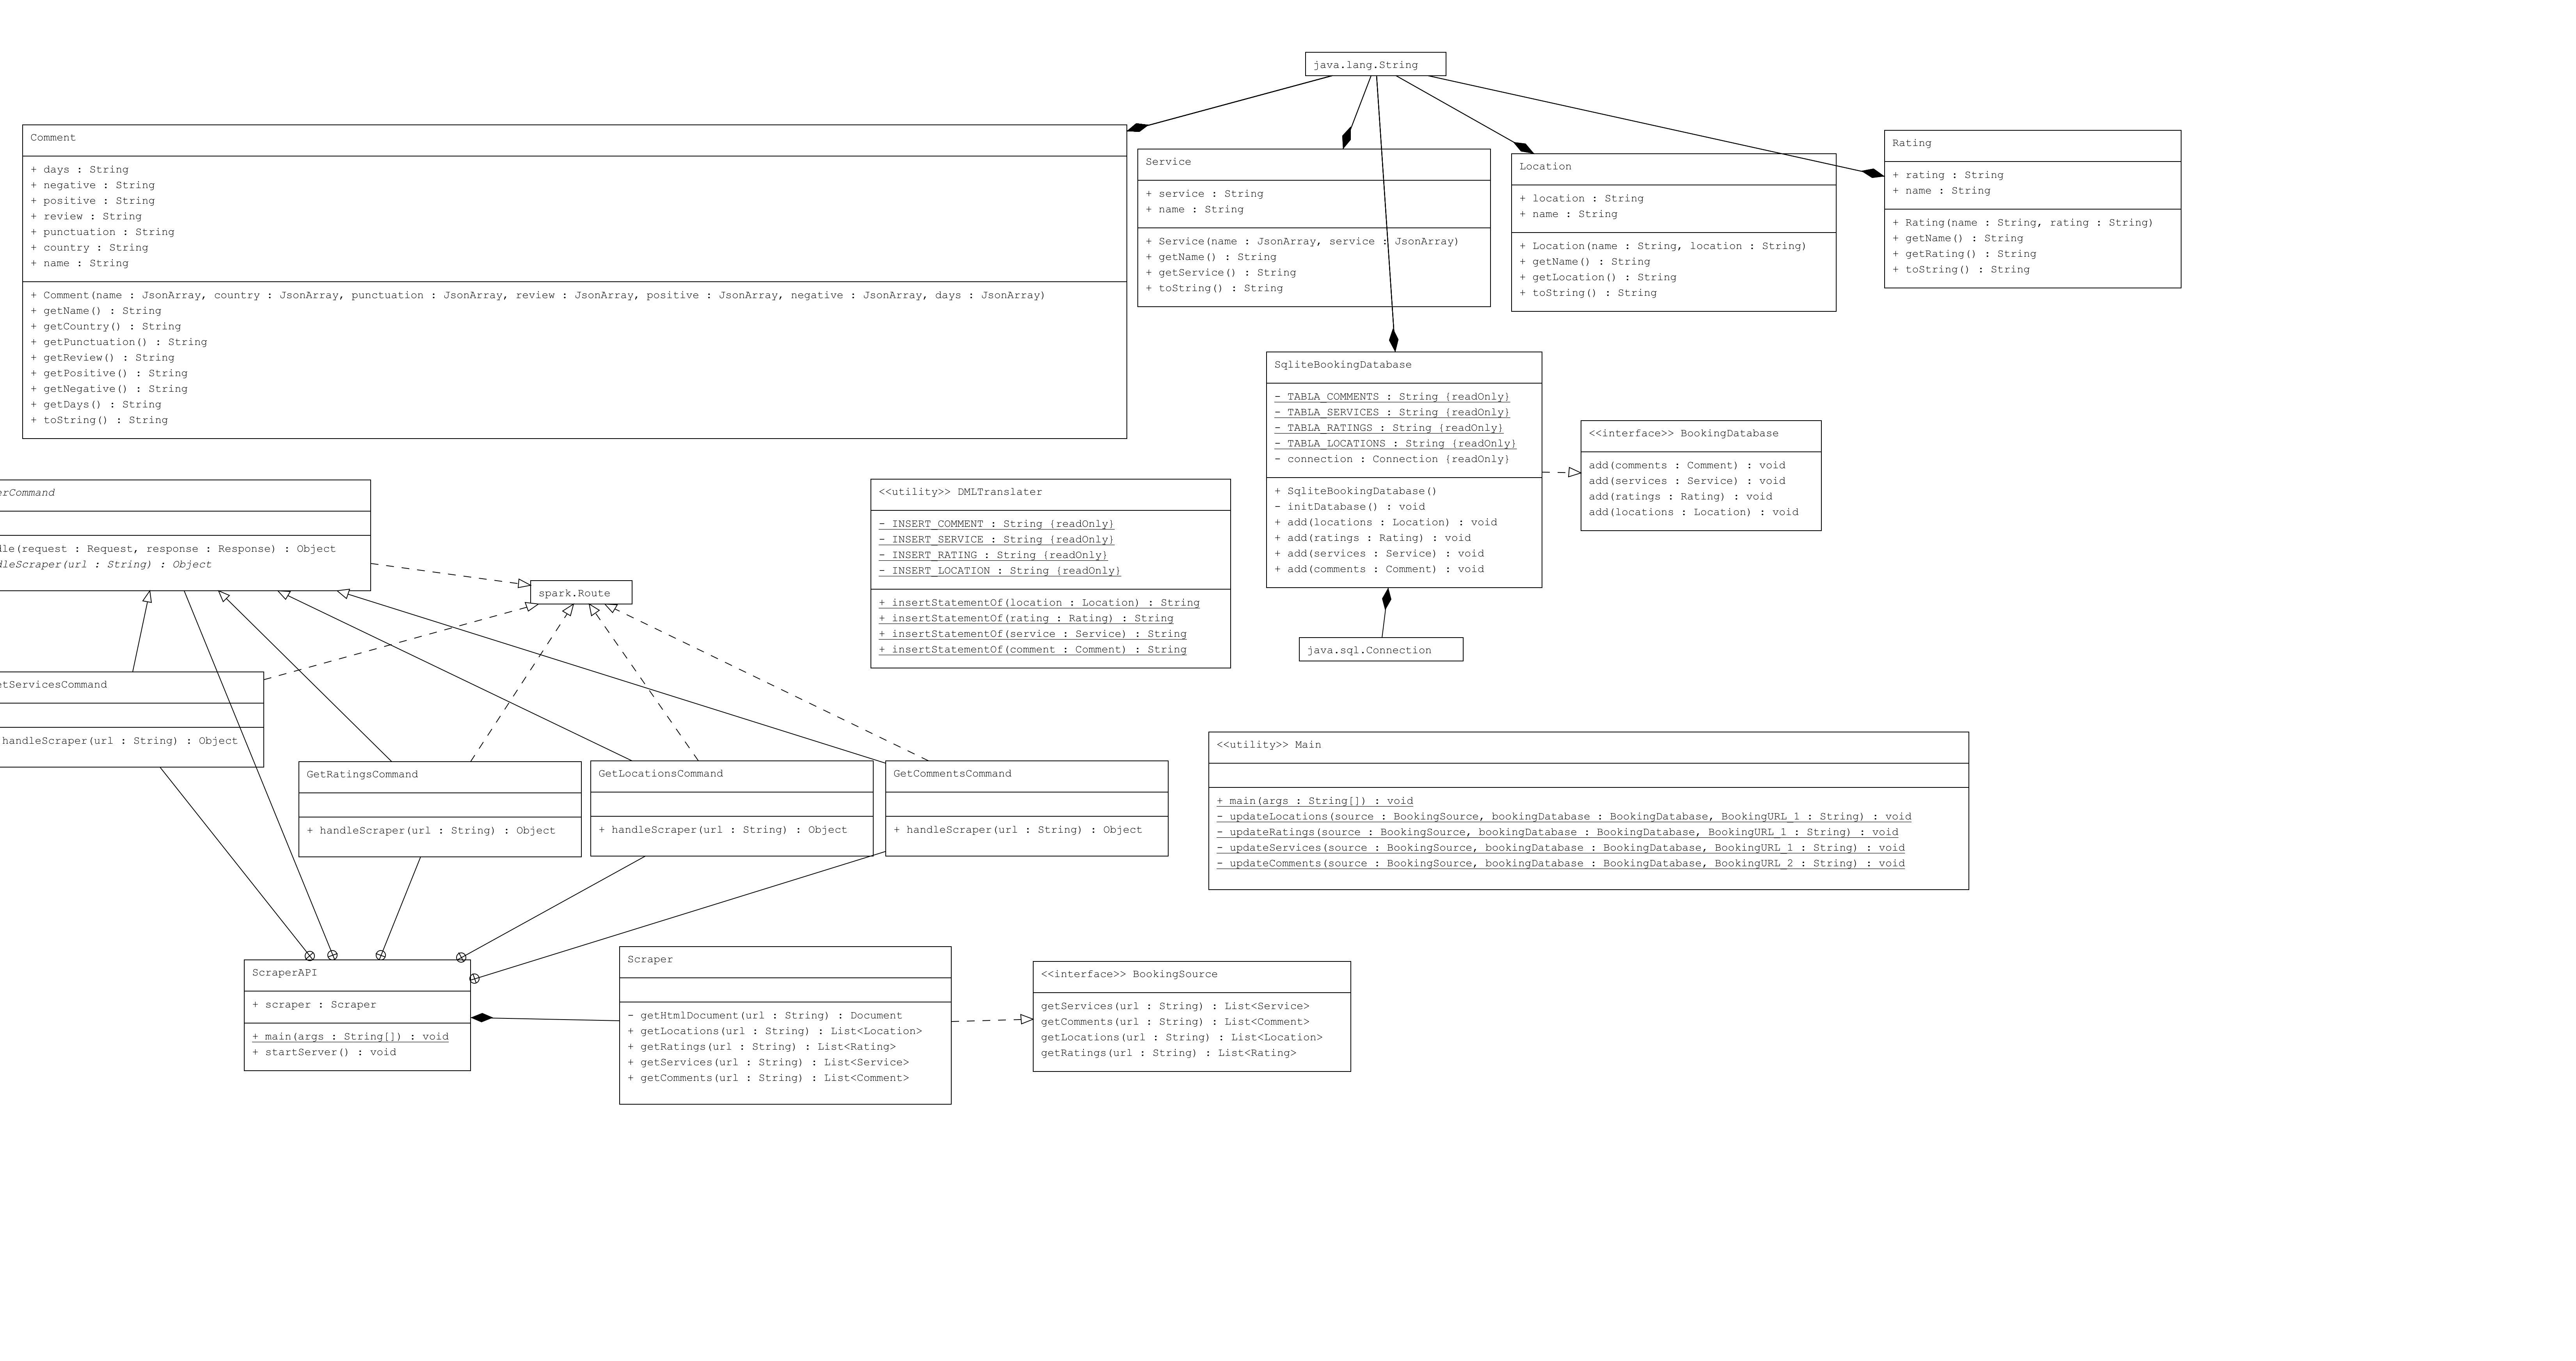 java.lang.String
Comment
+ days : String
+ negative : String
+ positive : String
+ review : String
+ punctuation : String
+ country : String
+ name : String
+ Comment(name : JsonArray, country : JsonArray, punctuation : JsonArray, review : JsonArray, positive : JsonArray, negative : JsonArray, days : JsonArray)
+ getName() : String
+ getCountry() : String
+ getPunctuation() : String
+ getReview() : String
+ getPositive() : String
+ getNegative() : String
+ getDays() : String
+ toString() : String
Service
+ service : String
+ name : String
+ Service(name : JsonArray, service : JsonArray)
+ getName() : String
+ getService() : String
+ toString() : String
Location
+ location : String
+ name : String
+ Location(name : String, location : String)
+ getName() : String
+ getLocation() : String
+ toString() : String
Rating
+ rating : String
+ name : String
+ Rating(name : String, rating : String)
+ getName() : String
+ getRating() : String
+ toString() : String
SqliteBookingDatabase
- TABLA_COMMENTS : String {readOnly}
- TABLA_SERVICES : String {readOnly}
- TABLA_RATINGS : String {readOnly}
- TABLA_LOCATIONS : String {readOnly}
- connection : Connection {readOnly}
+ SqliteBookingDatabase()
- initDatabase() : void
+ add(locations : Location) : void
+ add(ratings : Rating) : void
+ add(services : Service) : void
+ add(comments : Comment) : void
<<interface>> BookingDatabase
add(comments : Comment) : void
add(services : Service) : void
add(ratings : Rating) : void
add(locations : Location) : void
erCommand
dle(request : Request, response : Response) : Object
dleScraper(url : String) : Object
<<utility>> DMLTranslater
- INSERT_COMMENT : String {readOnly}
- INSERT_SERVICE : String {readOnly}
- INSERT_RATING : String {readOnly}
- INSERT_LOCATION : String {readOnly}
+ insertStatementOf(location : Location) : String
+ insertStatementOf(rating : Rating) : String
+ insertStatementOf(service : Service) : String
+ insertStatementOf(comment : Comment) : String
spark.Route
java.sql.Connection
etServicesCommand
handleScraper(url : String) : Object
GetRatingsCommand
+ handleScraper(url : String) : Object
GetLocationsCommand
+ handleScraper(url : String) : Object
GetCommentsCommand
+ handleScraper(url : String) : Object
<<utility>> Main
+ main(args : String[]) : void
- updateLocations(source : BookingSource, bookingDatabase : BookingDatabase, BookingURL_1 : String) : void
- updateRatings(source : BookingSource, bookingDatabase : BookingDatabase, BookingURL_1 : String) : void
- updateServices(source : BookingSource, bookingDatabase : BookingDatabase, BookingURL_1 : String) : void
- updateComments(source : BookingSource, bookingDatabase : BookingDatabase, BookingURL_2 : String) : void
ScraperAPI
+ scraper : Scraper
+ main(args : String[]) : void
+ startServer() : void
Scraper
- getHtmlDocument(url : String) : Document
+ getLocations(url : String) : List<Location>
+ getRatings(url : String) : List<Rating>
+ getServices(url : String) : List<Service>
+ getComments(url : String) : List<Comment>
<<interface>> BookingSource
getServices(url : String) : List<Service>
getComments(url : String) : List<Comment>
getLocations(url : String) : List<Location>
getRatings(url : String) : List<Rating>